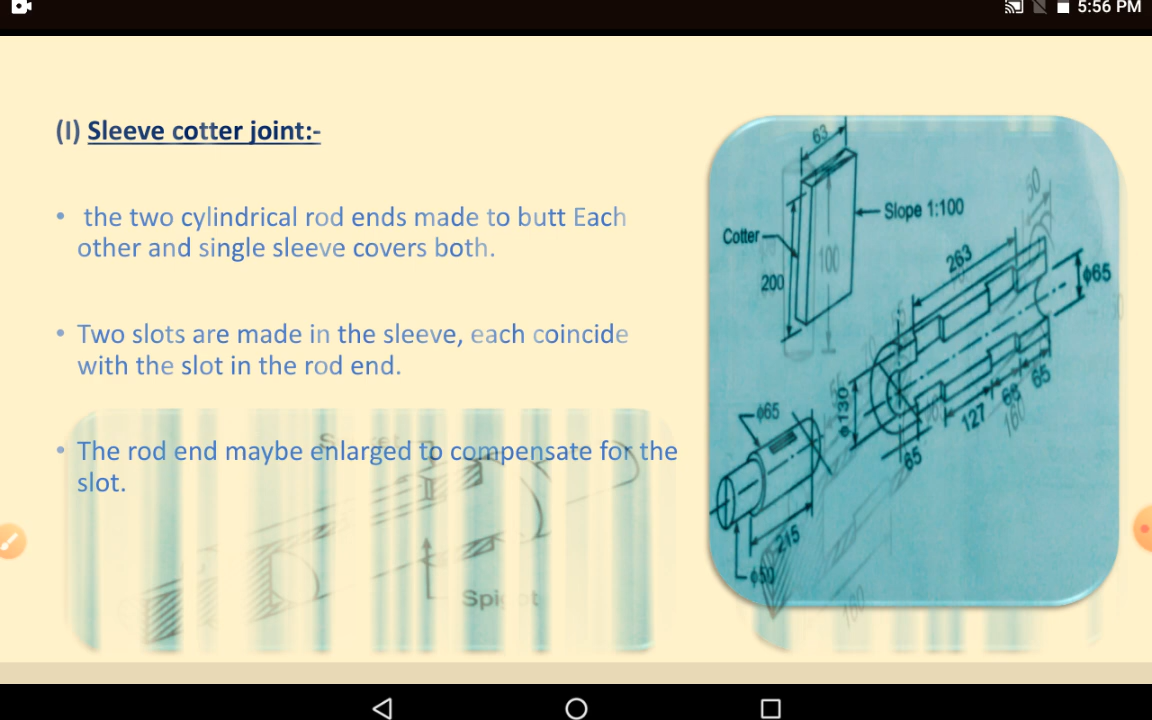 5:56 PM
(I) Sleeve cotter joint:-
the two cylindrical rod ends made to butt Each
other and single sleeve covers both.
Two slots are made in the sleeve, each coincide
with the slot in the rod end.
The rod end maybe enlarged to compensate for the
slot.
63
Slope 1:100
Cotter
100
200
263
ϕ65
ϕ65
ϕ130
127
65
65
215
ϕ50
160
160